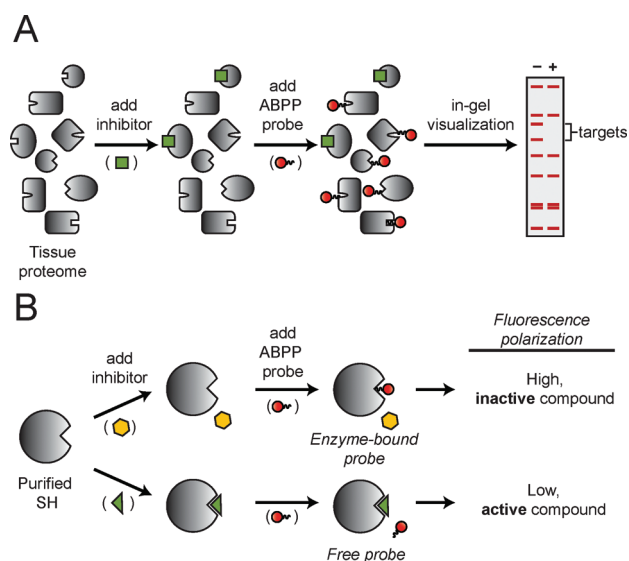 A
add
inhibitor
( )
add
ABPP
probe
( )
in-gel
visualization
– +
targets
Tissue
proteome
B
add
inhibitor
( )
add
ABPP
probe
( )
Fluorescence
polarization
High,
inactive compound
Enzyme-bound
probe
Purified
SH
( )
( )
Low,
active compound
Free probe